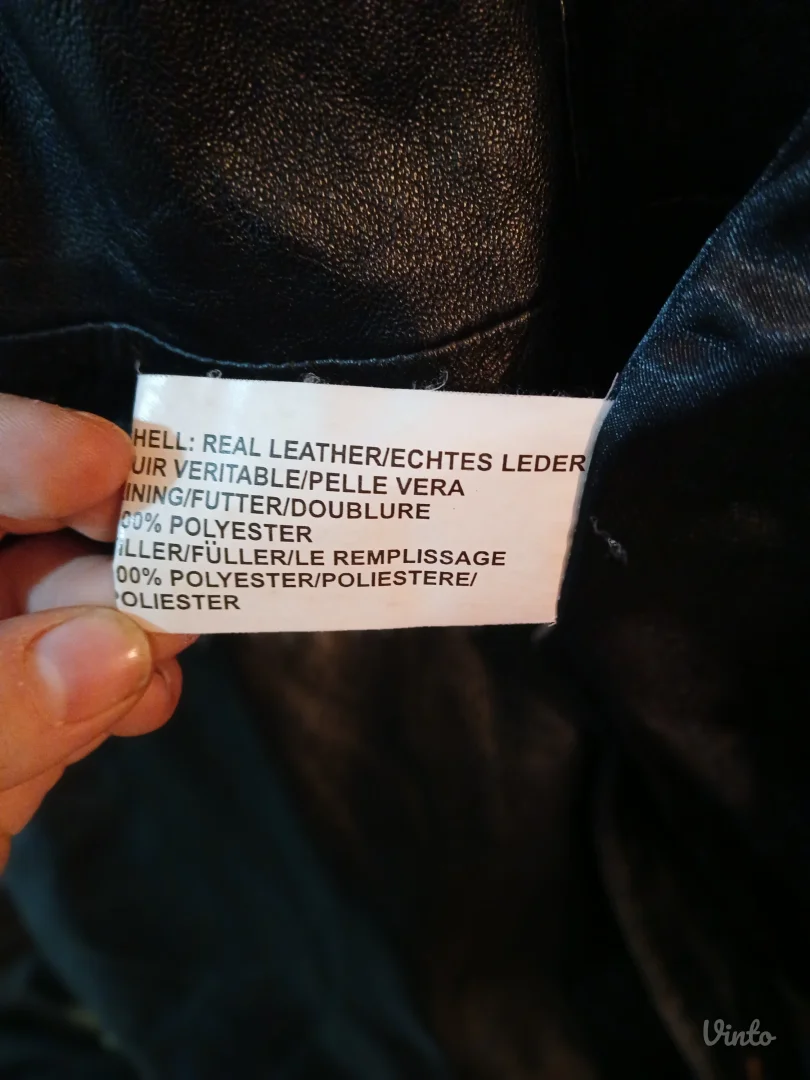 HELL: REAL LEATHER/ECHTES LEDER
UIR VERITABLE/PELLE VERA
INING/FUTTER/DOUBLURE
00% POLYESTER
ILLER/FÜLLER/LE REMPLISSAGE
00% POLYESTER/POLIESTERE/
OLIESTER
Vinto